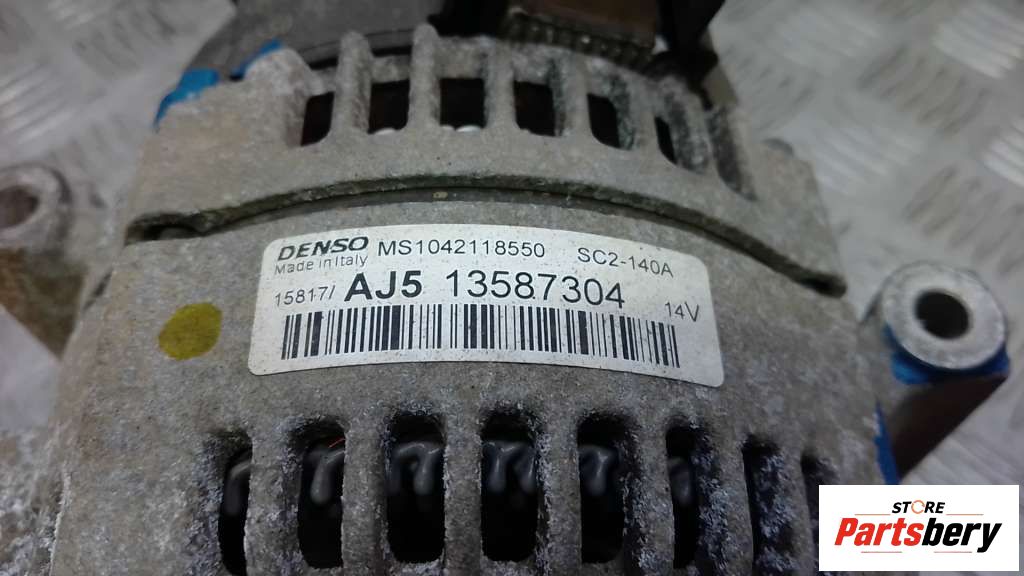 DENSO MS1042118550 SC2-140A
Made in Italy
15817/ AJ5 13587304 14V
STORE
Partsbery